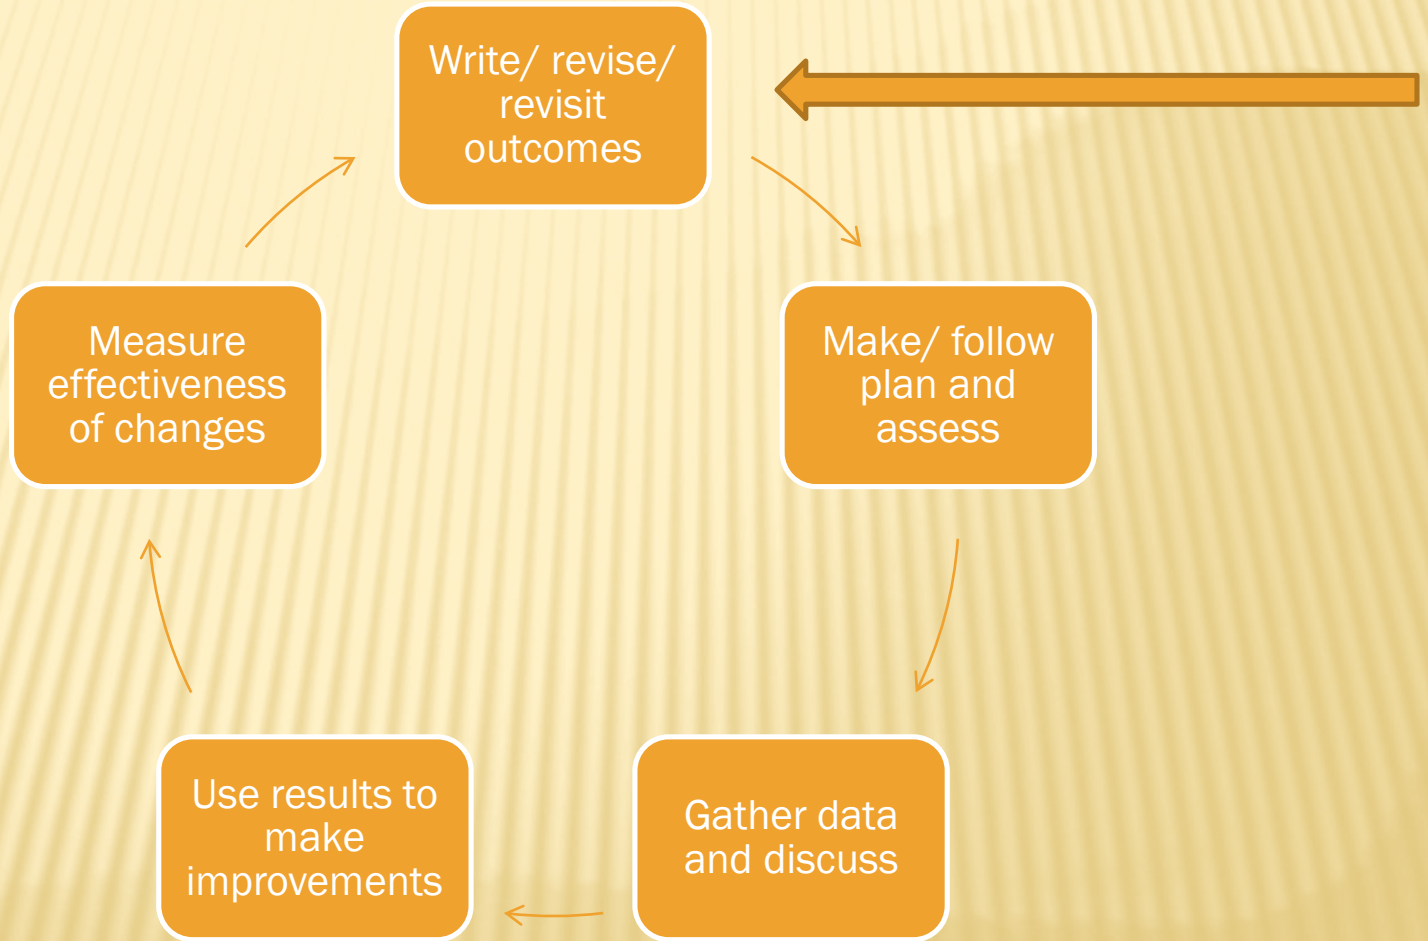 Write/ revise/
revisit
outcomes
Make/ follow
plan and
assess
Gather data
and discuss
Use results to
make
improvements
Measure
effectiveness
of changes